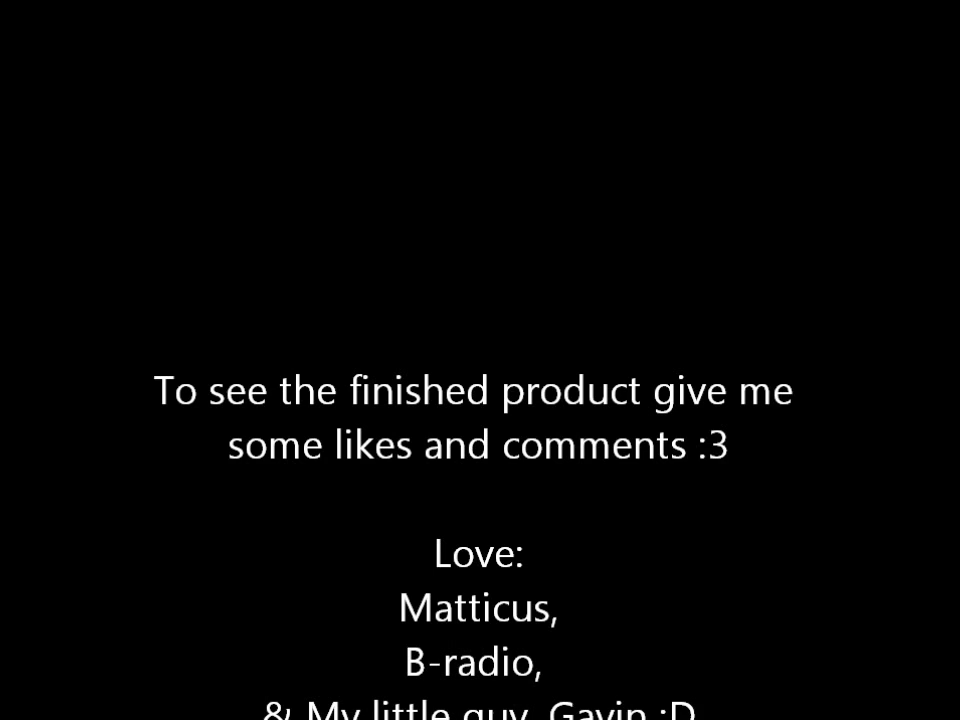 To see the finished product give me
some likes and comments :3
Love:
Matticus,
B-radio,
& My little guy, Gavin :D